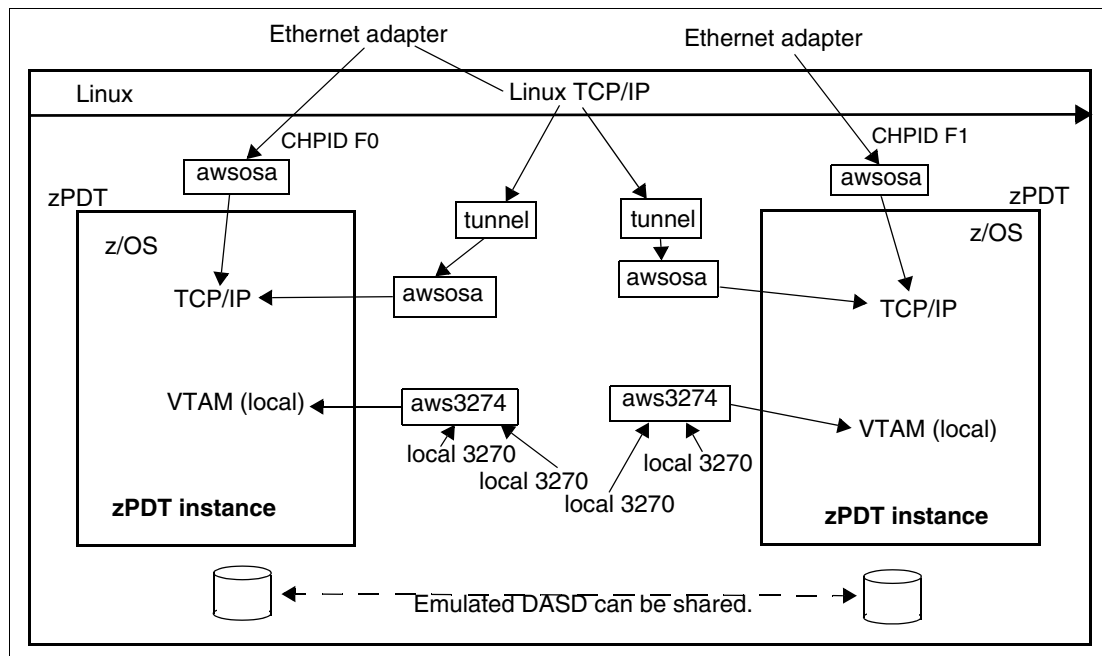 Ethernet adapter
Ethernet adapter
Linux
Linux TCP/IP
CHPID F0
CHPID F1
awsosa
awsosa
zPDT
zPDT
tunnel
tunnel
z/OS
z/OS
awsosa
awsosa
TCP/IP
TCP/IP
VTAM (local)
aws3274
aws3274
VTAM (local)
local 3270
local 3270
local 3270
local 3270
zPDT instance
zPDT instance
Emulated DASD can be shared.